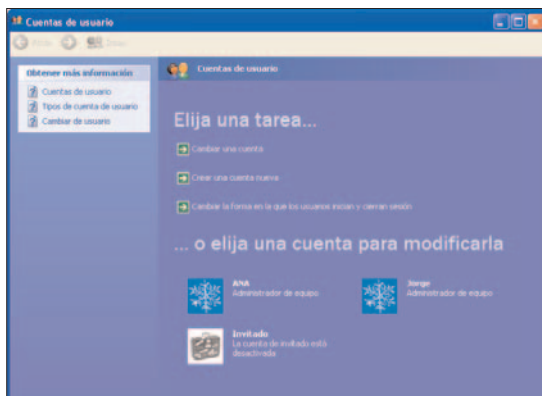 Cuentas de usuario
Atrás
Inicio
Obtener más información
Cuentas de usuario
Tipos de cuenta de usuario
Cambiar de usuario
Cuentas de usuario
Elija una tarea...
Cambiar una cuenta
Crear una cuenta nueva
Cambiar la forma en la que los usuarios inician y cierran sesión
... o elija una cuenta para modificarla
ANA
Administrador de equipo
Jorge
Administrador de equipo
Invitado
La cuenta de invitado está
desactivada